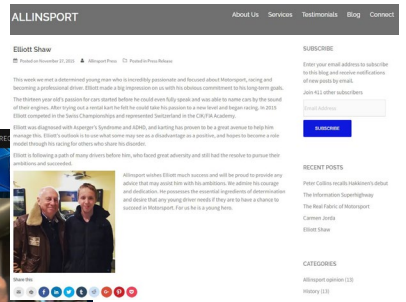 ALLINSPORT
About Us Services Testimonials Blog Connect
Elliott Shaw
Posted on November 27, 2015 Allinsport Press Posted in Press Release
This week we met a determined young man who is incredibly passionate and focused about Motorsport, racing and
becoming a professional driver. Elliott made a big impression on us with his obvious commitment to his long-term goals.
The thirteen year old's passion for cars started before he could even fully speak and was able to name cars by the sound
of their engines. After trying out a rental kart he felt he could take his passion to a new level and began racing. In 2015
Elliott competed in the Swiss Championships and represented Switzerland in the CIK/FIA Academy.
Elliott was diagnosed with Asperger's Syndrome and ADHD, and karting has proven to be a great avenue to help him
manage this. Elliott's outlook is to use what some may see as a disadvantage as a positive, and hopes to become a role
model through his racing for others who share his disorder.
Elliott is following a path of many drivers before him, who faced great adversity and still had the resolve to pursue their
ambitions and succeeded.
Allinsport wishes Elliott much success and will be proud to provide any
advice that may assist him with his ambitions. We admire his courage
and dedication. He possesses the essential ingredients of determination
and desire that any young driver needs if they are to have a chance to
succeed in Motorsport. For us he is a young hero.
Share this
SUBSCRIBE
Enter your email address to subscribe
to this blog and receive notifications
of new posts by email.
Join 411 other subscribers
Email Address
SUBSCRIBE
RECENT POSTS
Peter Collins recalls Hakkinen's debut
The Information Superhighway
The Real Fabric of Motorsport
Carmen Jorda
Elliott Shaw
CATEGORIES
Allinsport opinion (13)
History (13)